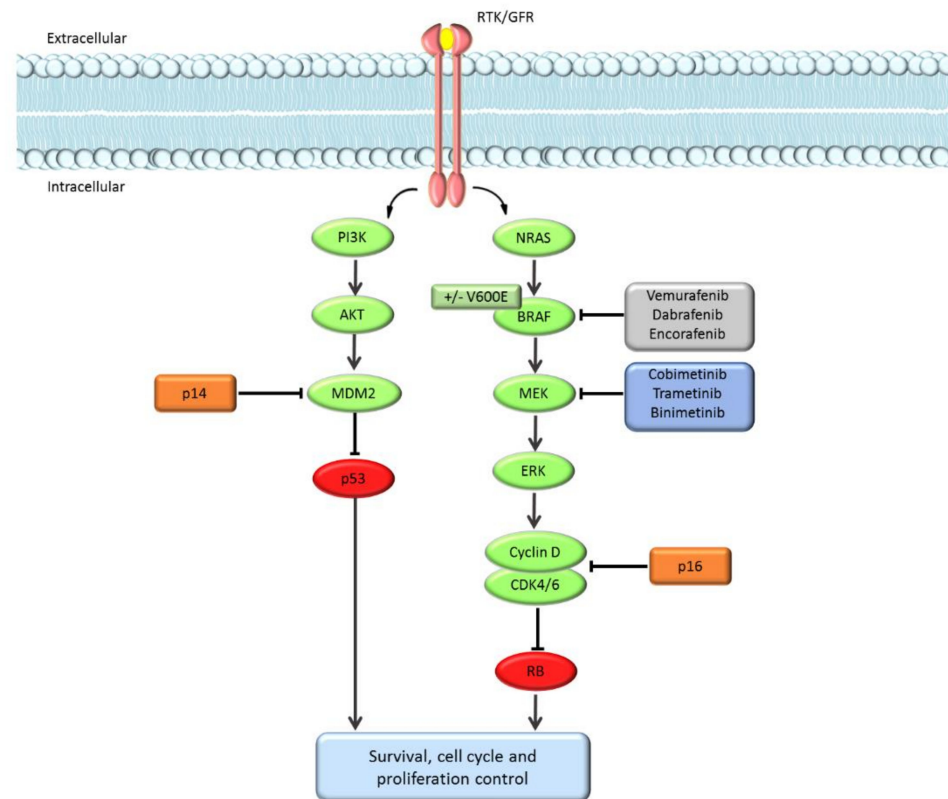 RTK/GFR
Extracellular
Intracellular
PI3K
NRAS
+/- V600E
AKT
BRAF
Vemurafenib
Dabrafenib
Encorafenib
p14
MDM2
MEK
Cobimetinib
Trametinib
Binimetinib
p53
ERK
Cyclin D
CDK4/6
p16
RB
Survival, cell cycle and
proliferation control